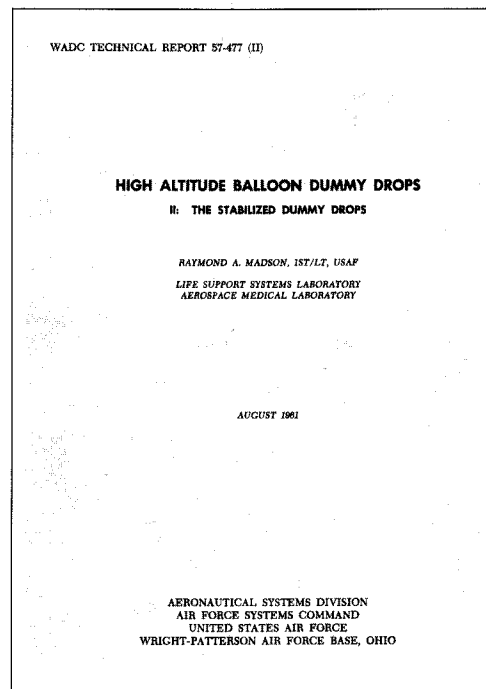 WADC TECHNICAL REPORT 57-477 (II)
HIGH ALTITUDE BALLOON DUMMY DROPS
II: THE STABILIZED DUMMY DROPS
RAYMOND A. MADSON, 1ST/LT, USAF
LIFE SUPPORT SYSTEMS LABORATORY
AEROSPACE MEDICAL LABORATORY
AUGUST 1961
AERONAUTICAL SYSTEMS DIVISION
AIR FORCE SYSTEMS COMMAND
UNITED STATES AIR FORCE
WRIGHT-PATTERSON AIR FORCE BASE, OHIO